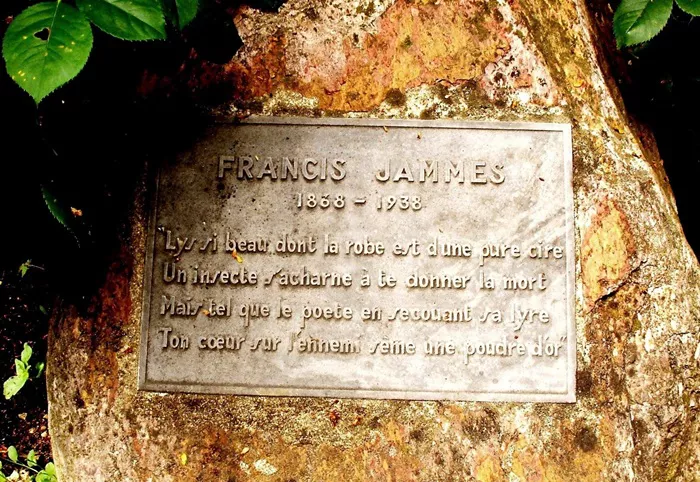 FRANCIS JAMMES
1868 - 1938
"Lys si beau dont la robe est d'une pure cire
Un insecte s'acharne à te donner la mort
Mais tel que le poete en secouant sa lyre
Ton cœur sur l'ennemi sème une poudre d'or"